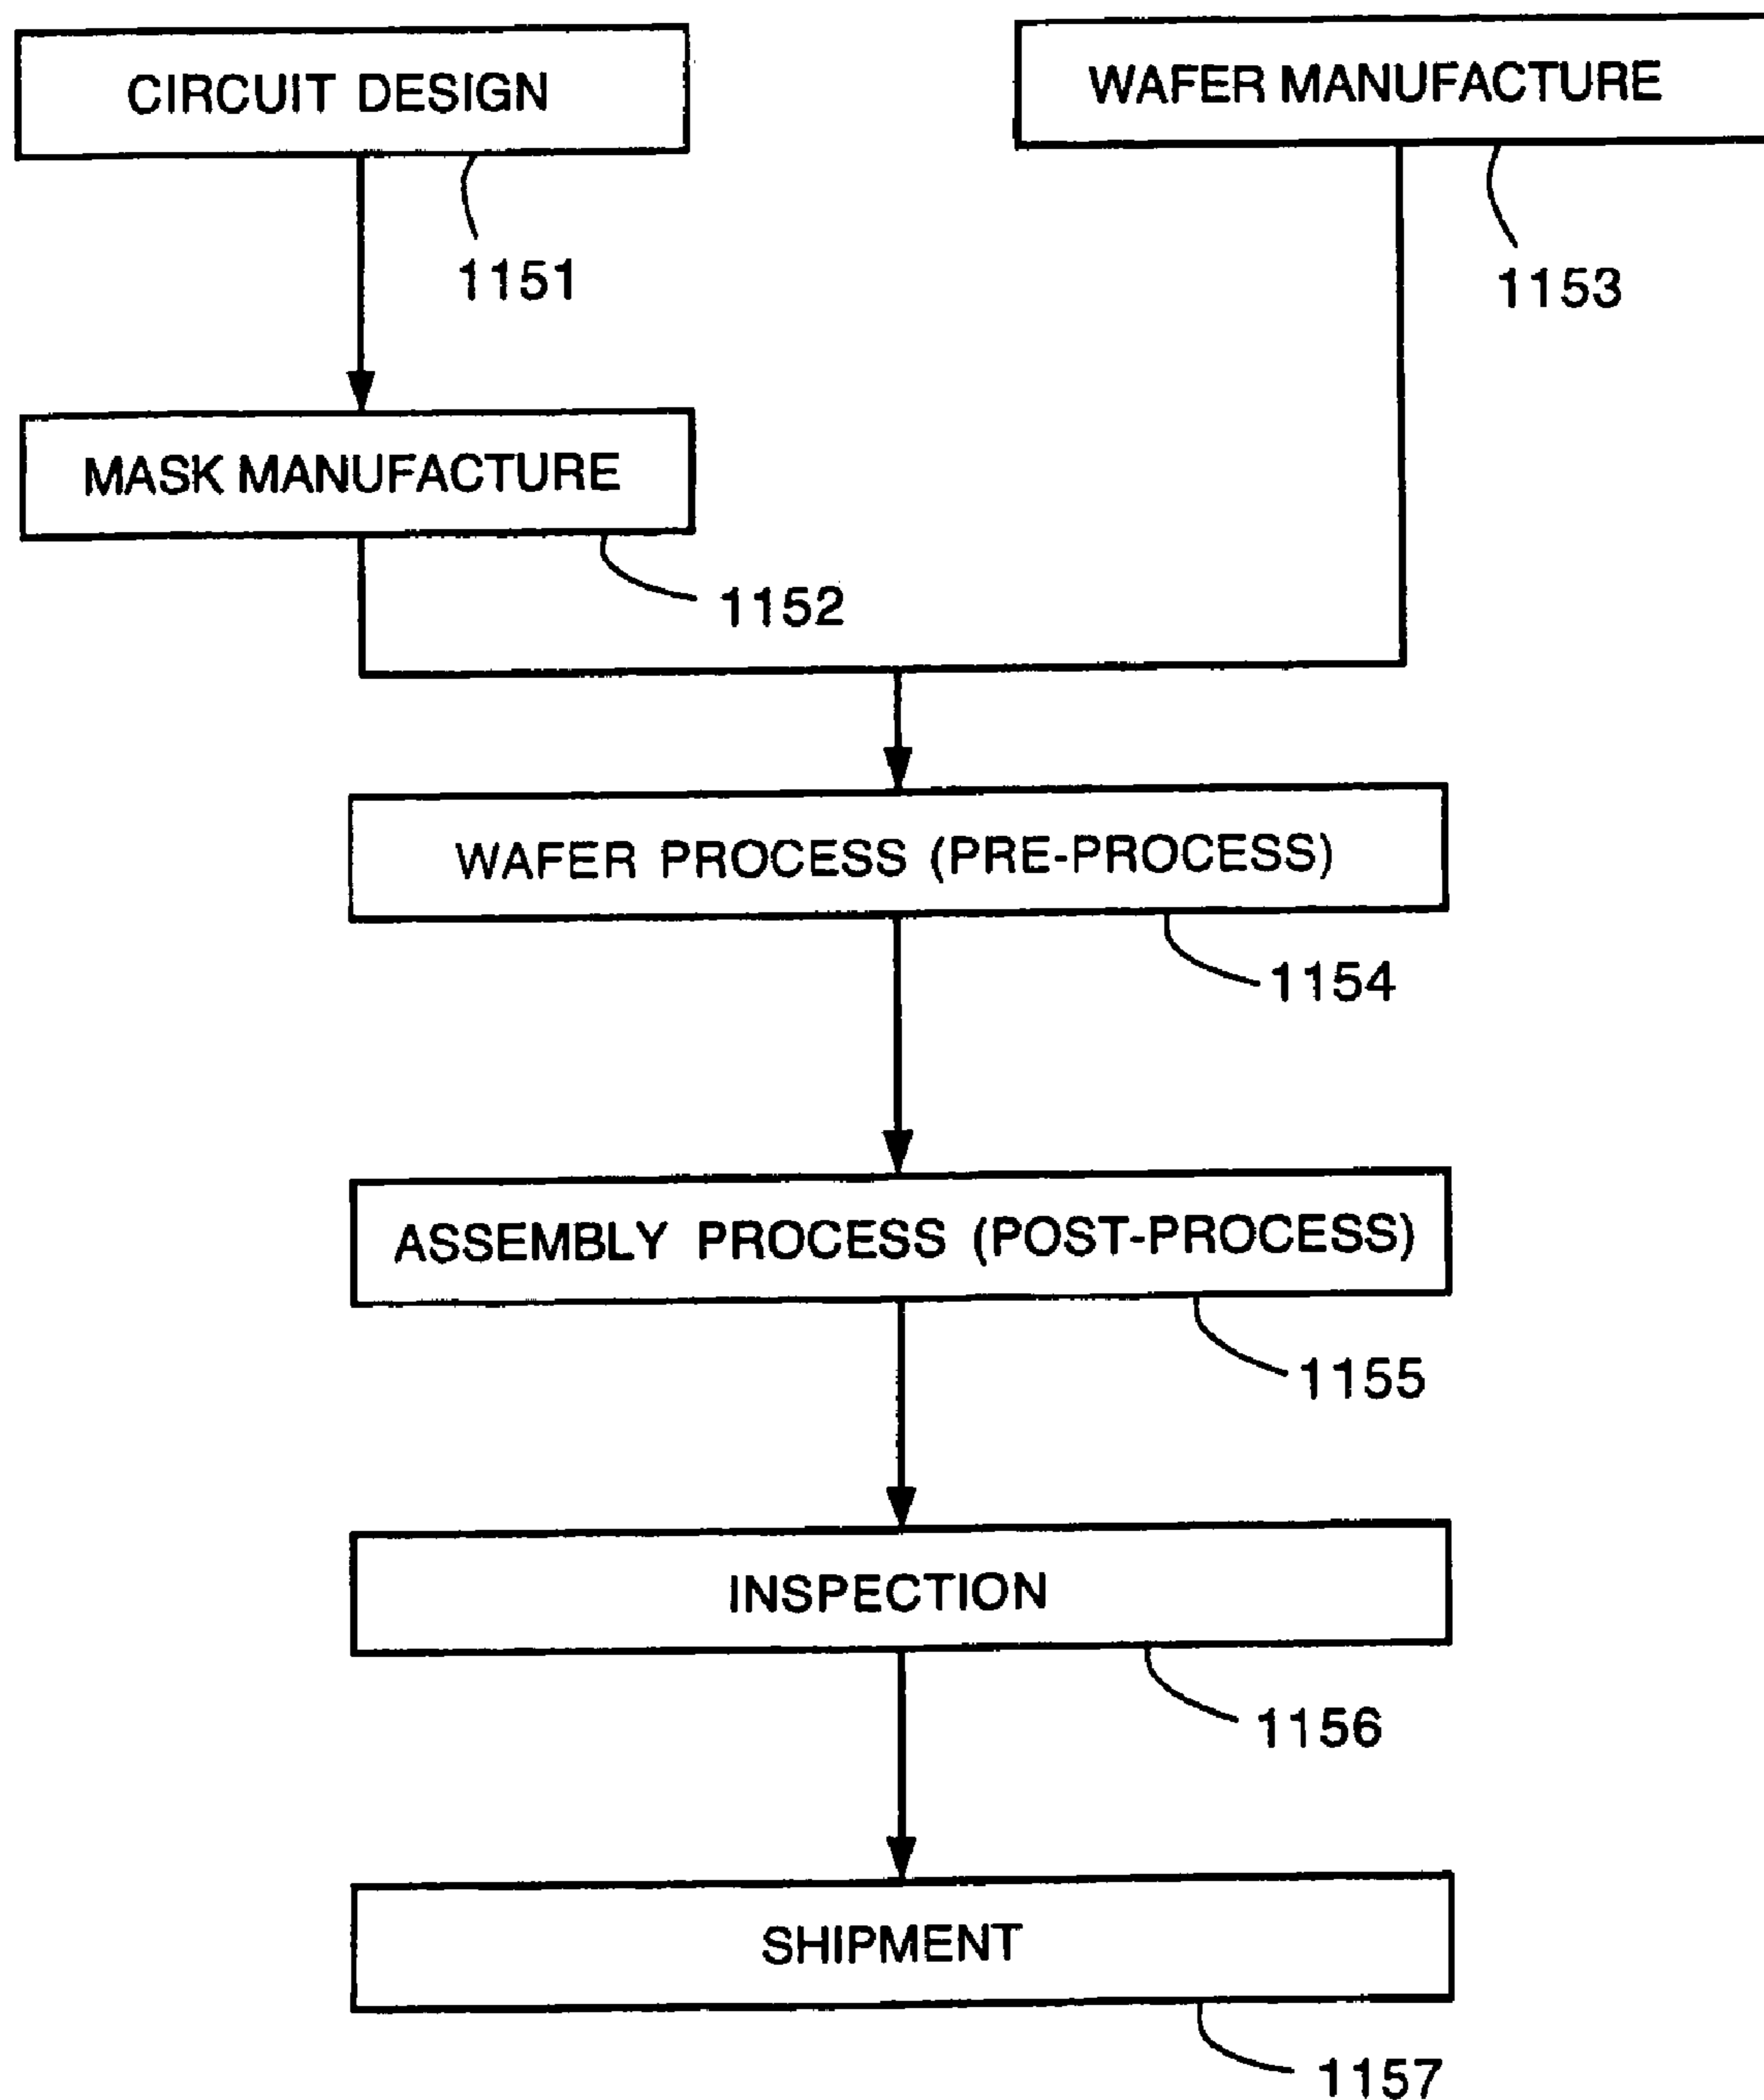 CIRCUIT DESIGN
WAFER MANUFACTURE
1151
1153
MASK MANUFACTURE
1152
WAFER PROCESS (PRE-PROCESS)
1154
ASSEMBLY PROCESS (POST-PROCESS)
1155
INSPECTION
1156
SHIPMENT
1157